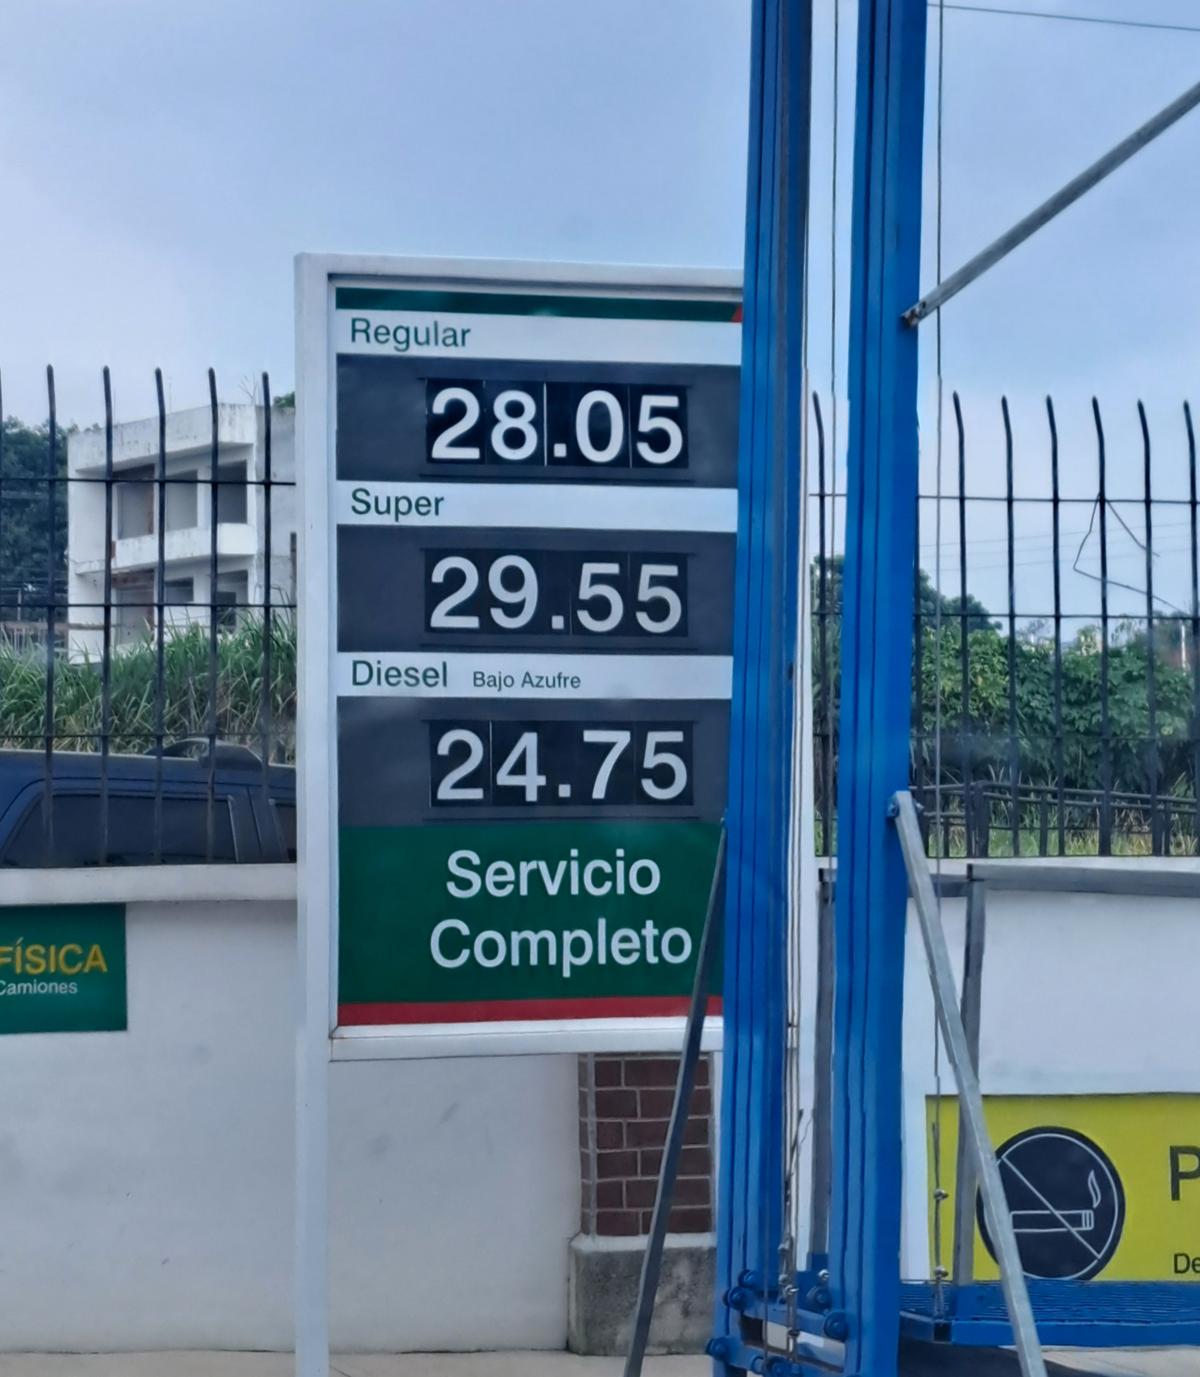 Regular
28.05
Super
29.55
Diesel Bajo Azufre
24.75
Servicio
Completo
FÍSICA
Camiones